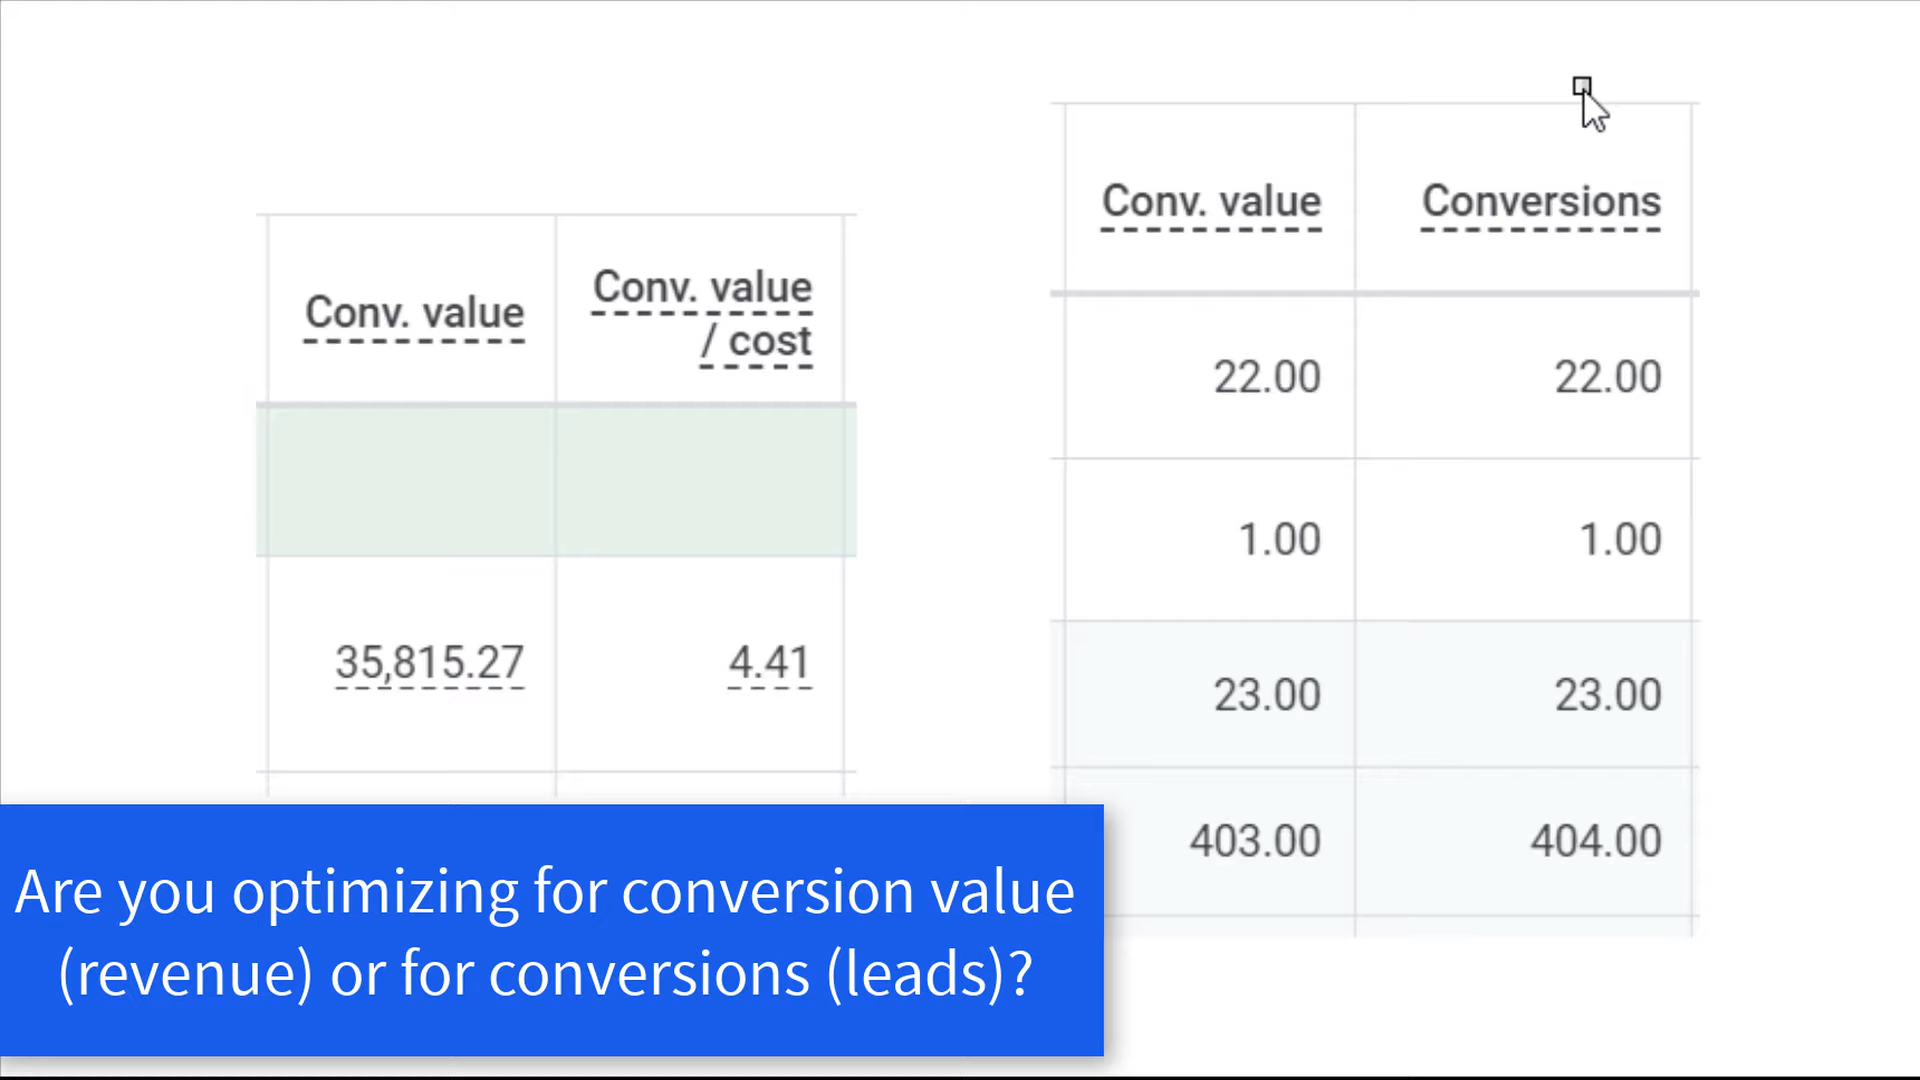 Conv. value
Conv. value
/ cost
35,815.27
4.41
Conv. value
Conversions
22.00
22.00
1.00
1.00
23.00
23.00
403.00
404.00
Are you optimizing for conversion value
(revenue) or for conversions (leads)?